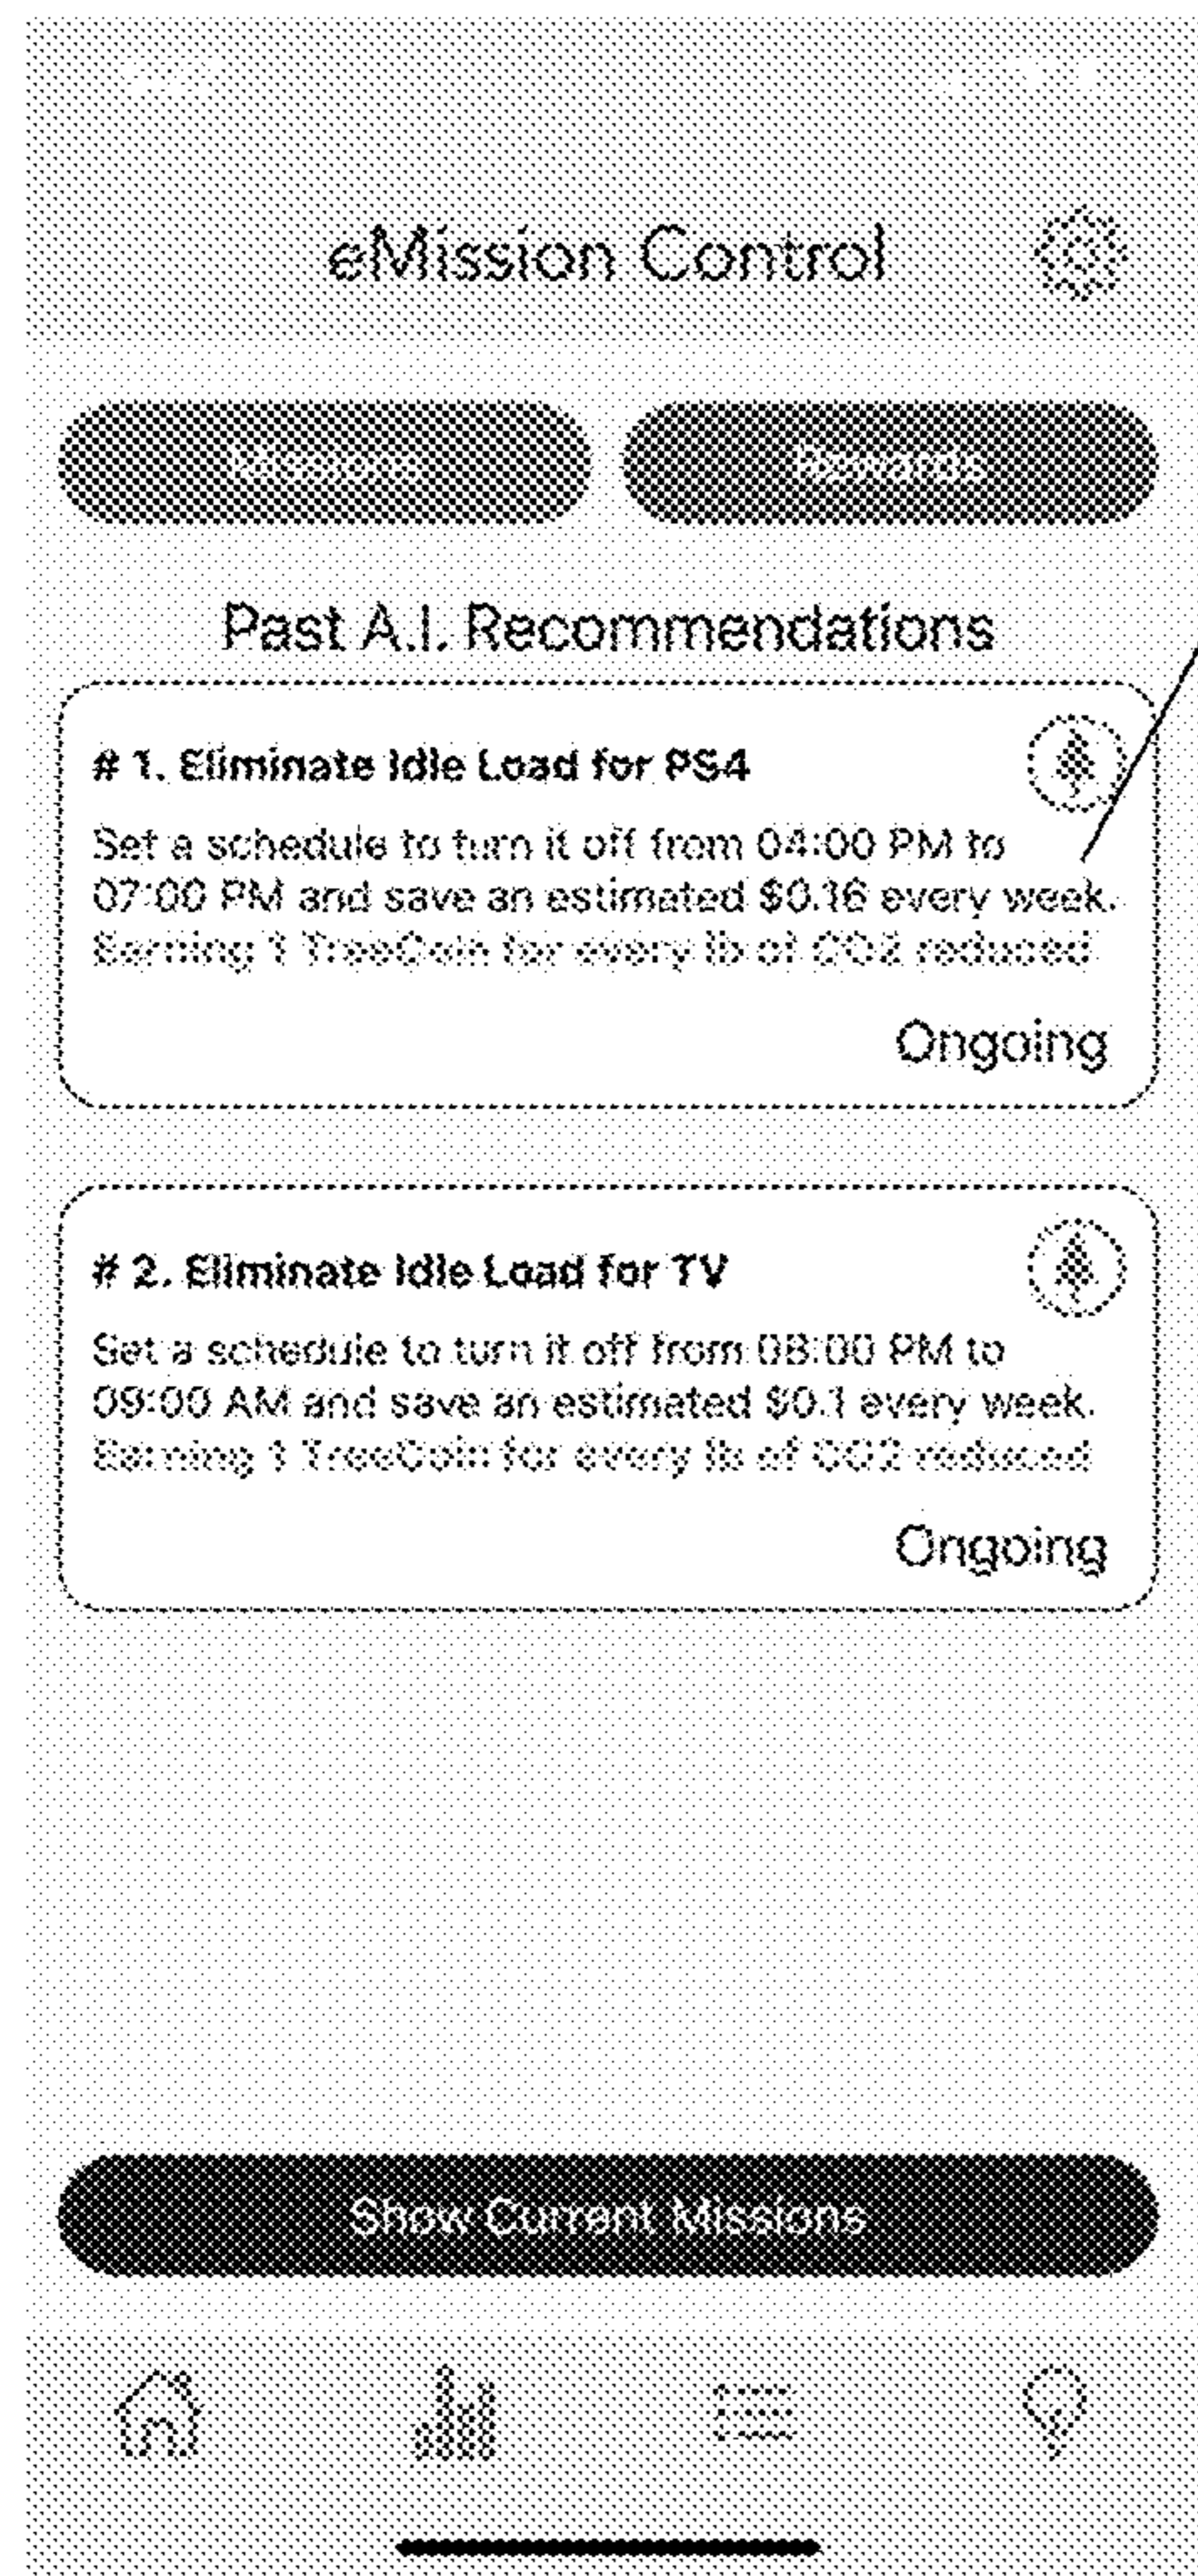 eMission Control
Missions
Rewards
Past A.I. Recommendations
# 1. Eliminate Idle Load for PS4
Set a schedule to turn it off from 04:00 PM to
07:00 PM and save an estimated $0.16 every week.
Earning 1 TreeCoin for every lb of CO2 reduced
Ongoing
# 2. Eliminate Idle Load for TV
Set a schedule to turn it off from 08:00 PM to
09:00 AM and save an estimated $0.1 every week.
Earning 1 TreeCoin for every lb of CO2 reduced
Ongoing
Show Current Missions